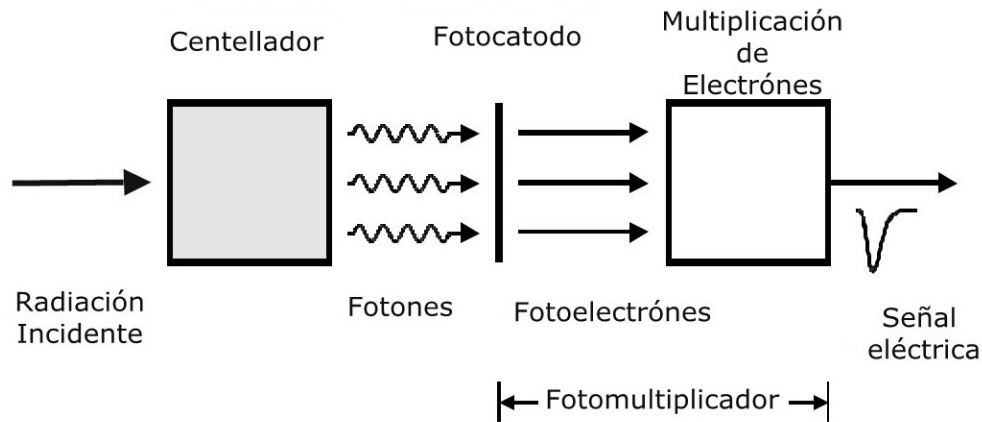 Centellador
Fotocatodo
Multiplicación
de
Electrónes
Radiación
Incidente
Fotones
Fotoelectrónes
Señal
eléctrica
Fotomultiplicador